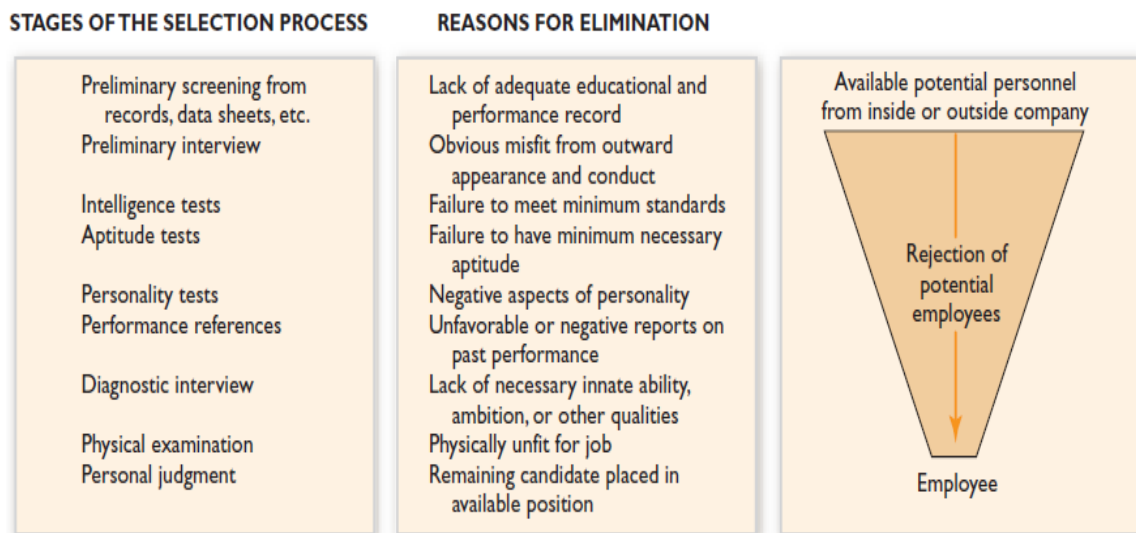 STAGES OF THE SELECTION PROCESS
REASONS FOR ELIMINATION
Preliminary screening from
records, data sheets, etc.
Preliminary interview
Intelligence tests
Aptitude tests
Personality tests
Performance references
Diagnostic interview
Physical examination
Personal judgment
Lack of adequate educational and
performance record
Obvious misfit from outward
appearance and conduct
Failure to meet minimum standards
Failure to have minimum necessary
aptitude
Negative aspects of personality
Unfavorable or negative reports on
past performance
Lack of necessary innate ability,
ambition, or other qualities
Physically unfit for job
Remaining candidate placed in
available position
Available potential personnel
from inside or outside company
Rejection of
potential
employees
Employee